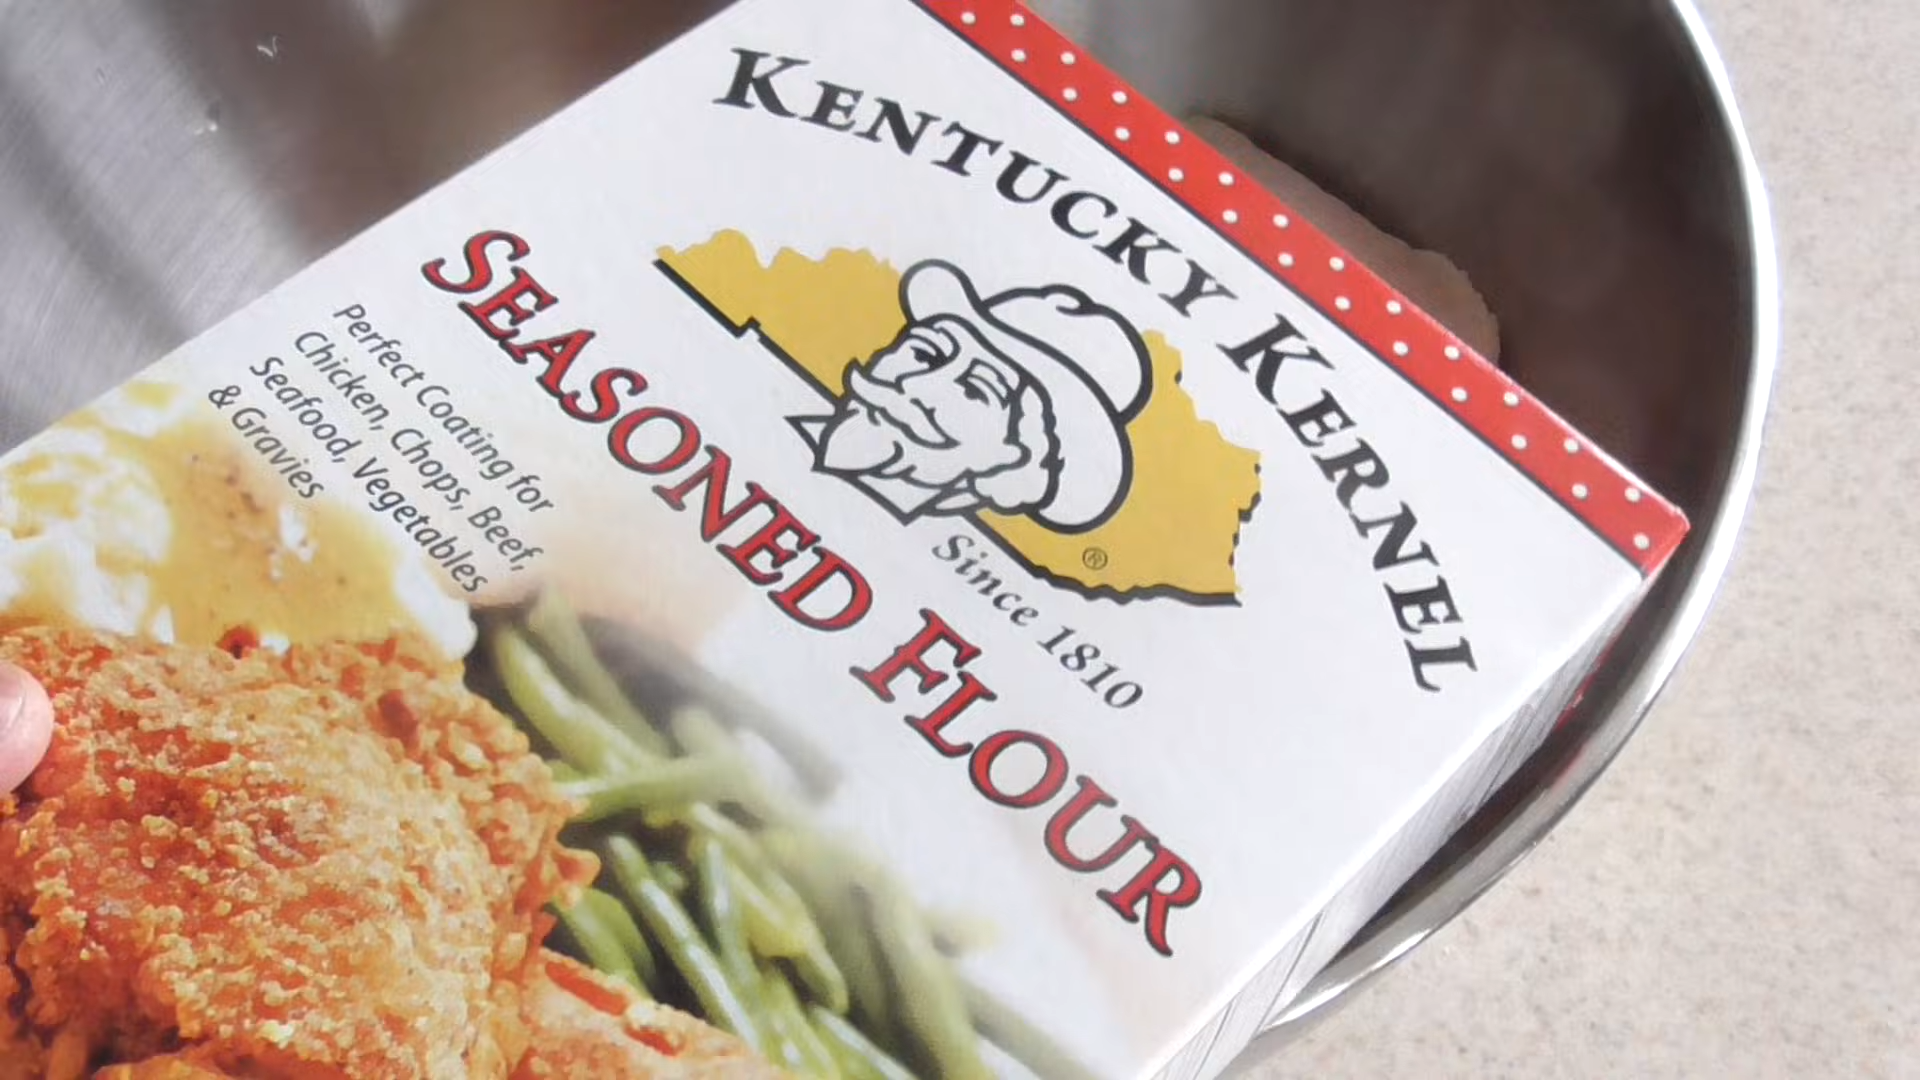 KENTUCKY KERNEL
®
Since 1810
SEASONED FLOUR
Perfect Coating for
Chicken, Chops, Beef,
Seafood, Vegetables
& Gravies